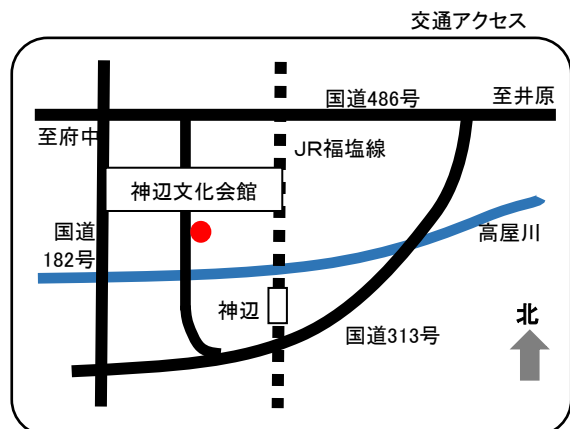 交通アクセス
国道486号
至井原
至府中
JR福塩線
神辺文化会館
国道
182号
高屋川
神辺
北
国道313号